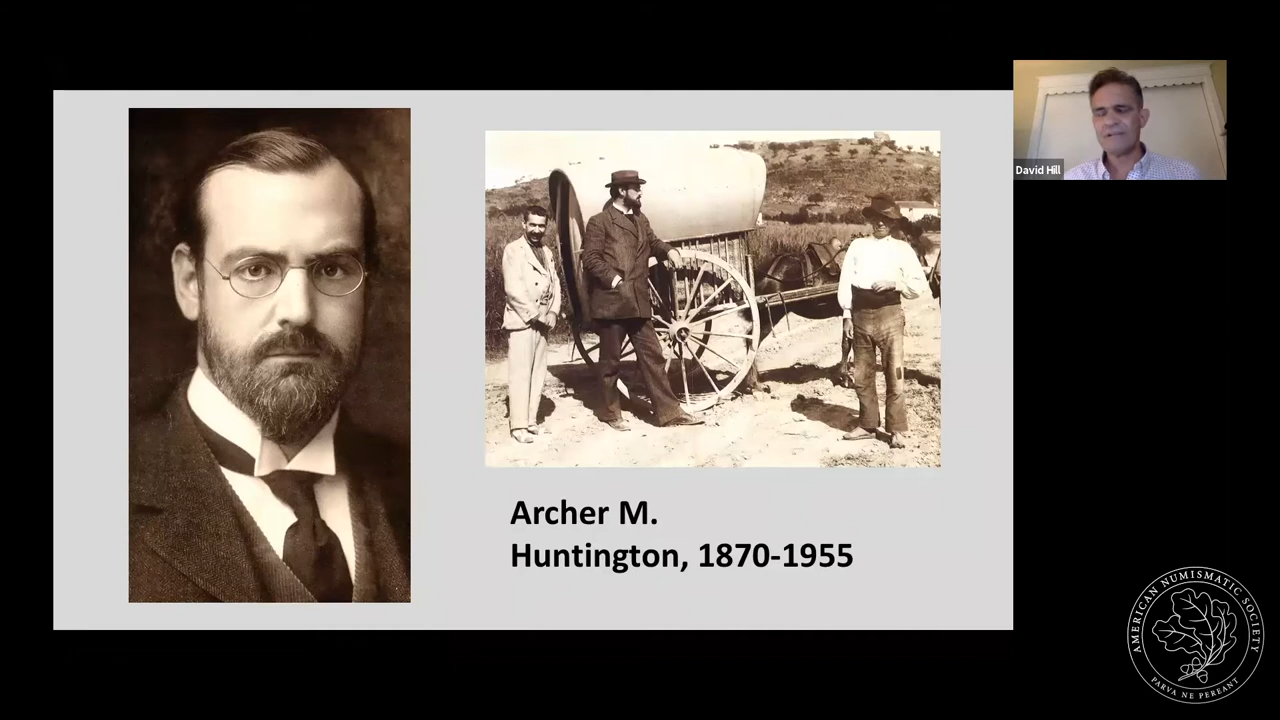 David Hill
Archer M.
Huntington, 1870-1955
AMERICAN NUMISMATIC SOCIETY
PARVA NE PEREANT